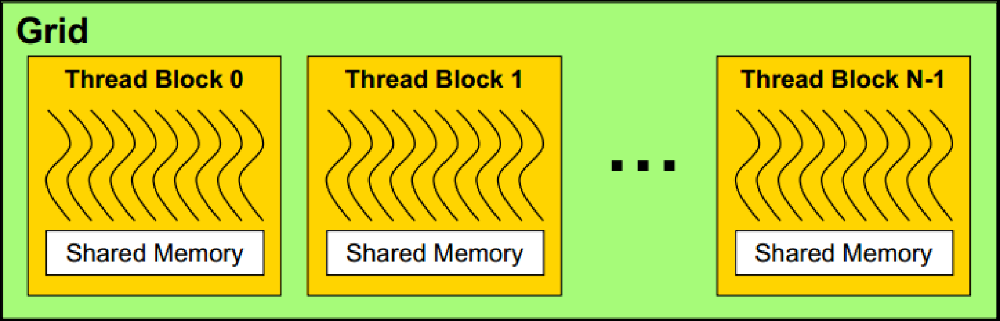 Grid
Thread Block 0
Shared Memory
Thread Block 1
Shared Memory
...
Thread Block N-1
Shared Memory